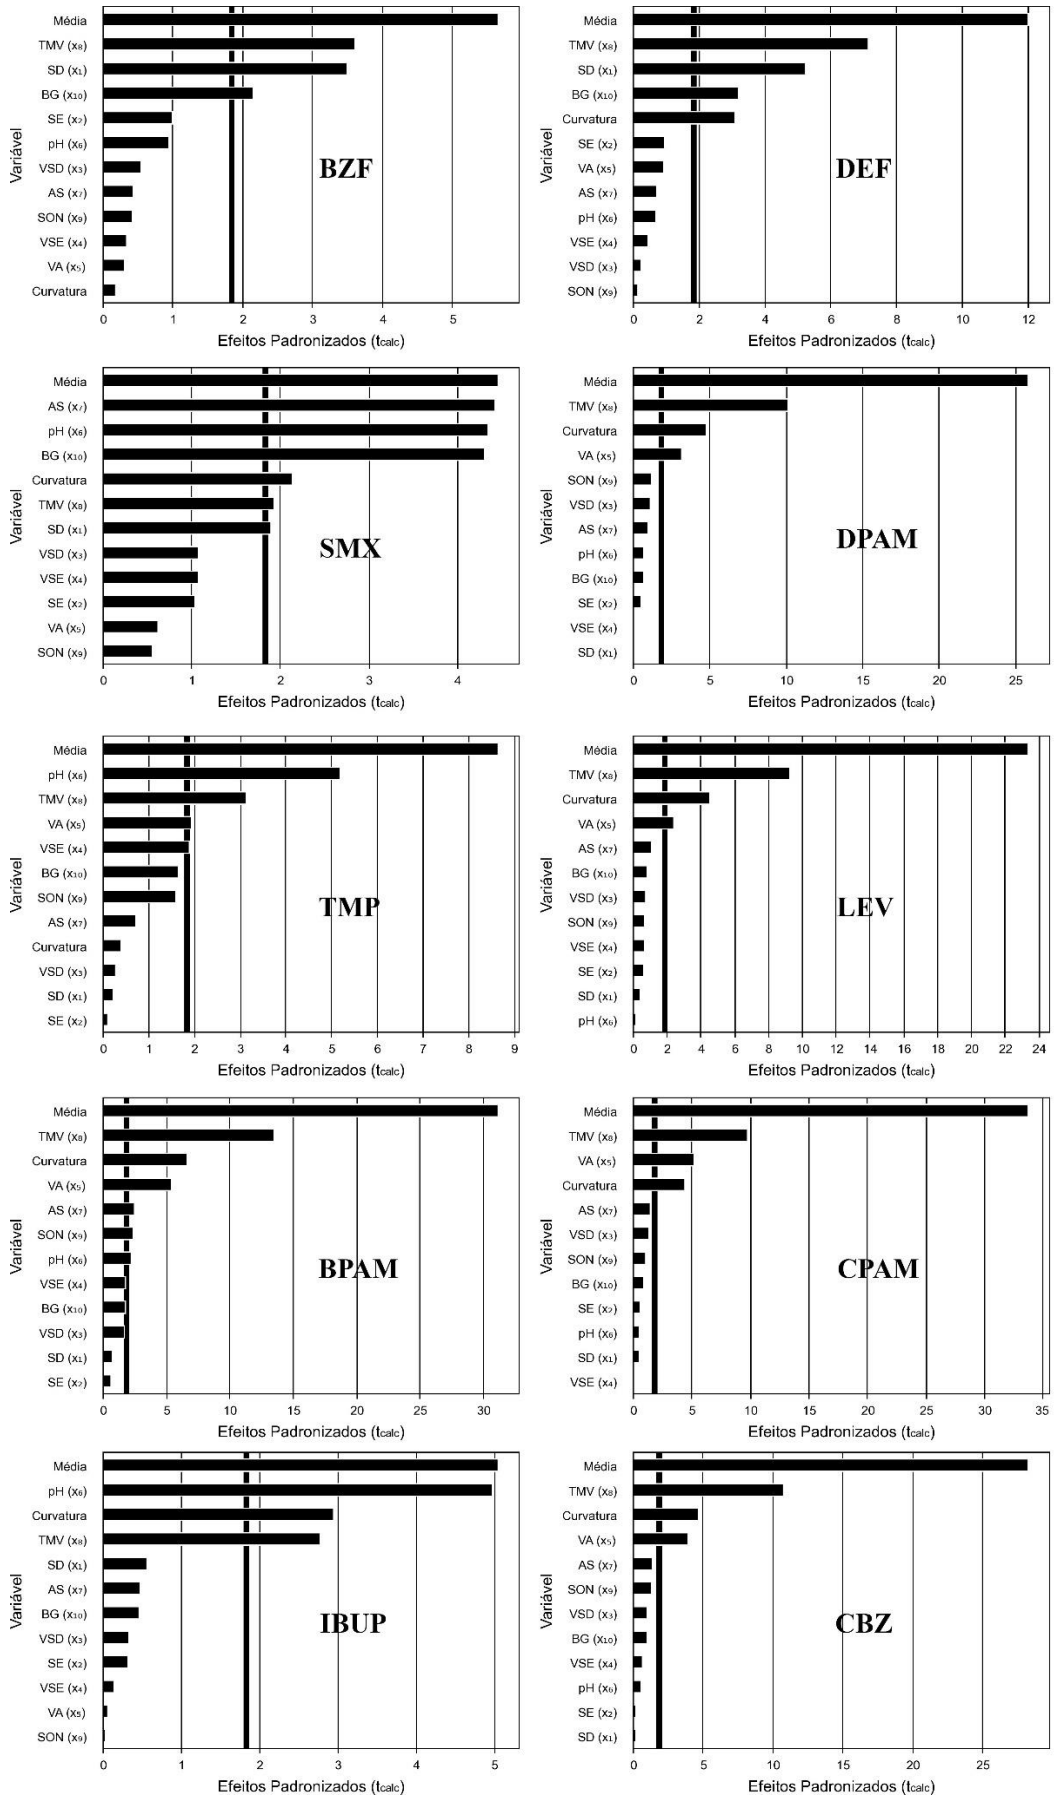 Variável
Média
TMV (x₈)
SD (x₁)
BG (x₁₀)
SE (x₂)
pH (x₆)
VSD (x₃)
AS (x₇)
SON (x₉)
VSE (x₄)
VA (x₅)
Curvatura
BZF
0 1 2 3 4 5
Efeitos Padronizados (tcalc)
Variável
Média
TMV (x₈)
SD (x₁)
BG (x₁₀)
Curvatura
SE (x₂)
VA (x₅)
AS (x₇)
pH (x₆)
VSE (x₄)
VSD (x₃)
SON (x₉)
DEF
0 2 4 6 8 10 12
Efeitos Padronizados (tcalc)
Variável
Média
AS (x₇)
pH (x₆)
BG (x₁₀)
Curvatura
TMV (x₈)
SD (x₁)
VSD (x₃)
VSE (x₄)
SE (x₂)
VA (x₅)
SON (x₉)
SMX
0 1 2 3 4
Efeitos Padronizados (tcalc)
Variável
Média
TMV (x₈)
Curvatura
VA (x₅)
SON (x₉)
VSD (x₃)
AS (x₇)
pH (x₆)
BG (x₁₀)
SE (x₂)
VSE (x₄)
SD (x₁)
DPAM
0 5 10 15 20 25
Efeitos Padronizados (tcalc)
Variável
Média
pH (x₆)
TMV (x₈)
VA (x₅)
VSE (x₄)
BG (x₁₀)
SON (x₉)
AS (x₇)
Curvatura
VSD (x₃)
SD (x₁)
SE (x₂)
TMP
0 1 2 3 4 5 6 7 8 9
Efeitos Padronizados (tcalc)
Variável
Média
TMV (x₈)
Curvatura
VA (x₅)
AS (x₇)
BG (x₁₀)
VSD (x₃)
SON (x₉)
VSE (x₄)
SE (x₂)
SD (x₁)
pH (x₆)
LEV
0 2 4 6 8 10 12 14 16 18 20 22 24
Efeitos Padronizados (tcalc)
Variável
Média
TMV (x₈)
Curvatura
VA (x₅)
AS (x₇)
SON (x₉)
pH (x₆)
VSE (x₄)
BG (x₁₀)
VSD (x₃)
SD (x₁)
SE (x₂)
BPAM
0 5 10 15 20 25 30
Efeitos Padronizados (tcalc)
Variável
Média
TMV (x₈)
VA (x₅)
Curvatura
AS (x₇)
VSD (x₃)
SON (x₉)
BG (x₁₀)
SE (x₂)
pH (x₆)
SD (x₁)
VSE (x₄)
CPAM
0 5 10 15 20 25 30 35
Efeitos Padronizados (tcalc)
Variável
Média
pH (x₆)
Curvatura
TMV (x₈)
SD (x₁)
AS (x₇)
BG (x₁₀)
VSD (x₃)
SE (x₂)
VSE (x₄)
VA (x₅)
SON (x₉)
IBUP
0 1 2 3 4 5
Efeitos Padronizados (tcalc)
Variável
Média
TMV (x₈)
Curvatura
VA (x₅)
AS (x₇)
SON (x₉)
VSD (x₃)
BG (x₁₀)
VSE (x₄)
pH (x₆)
SE (x₂)
SD (x₁)
CBZ
0 5 10 15 20 25
Efeitos Padronizados (tcalc)